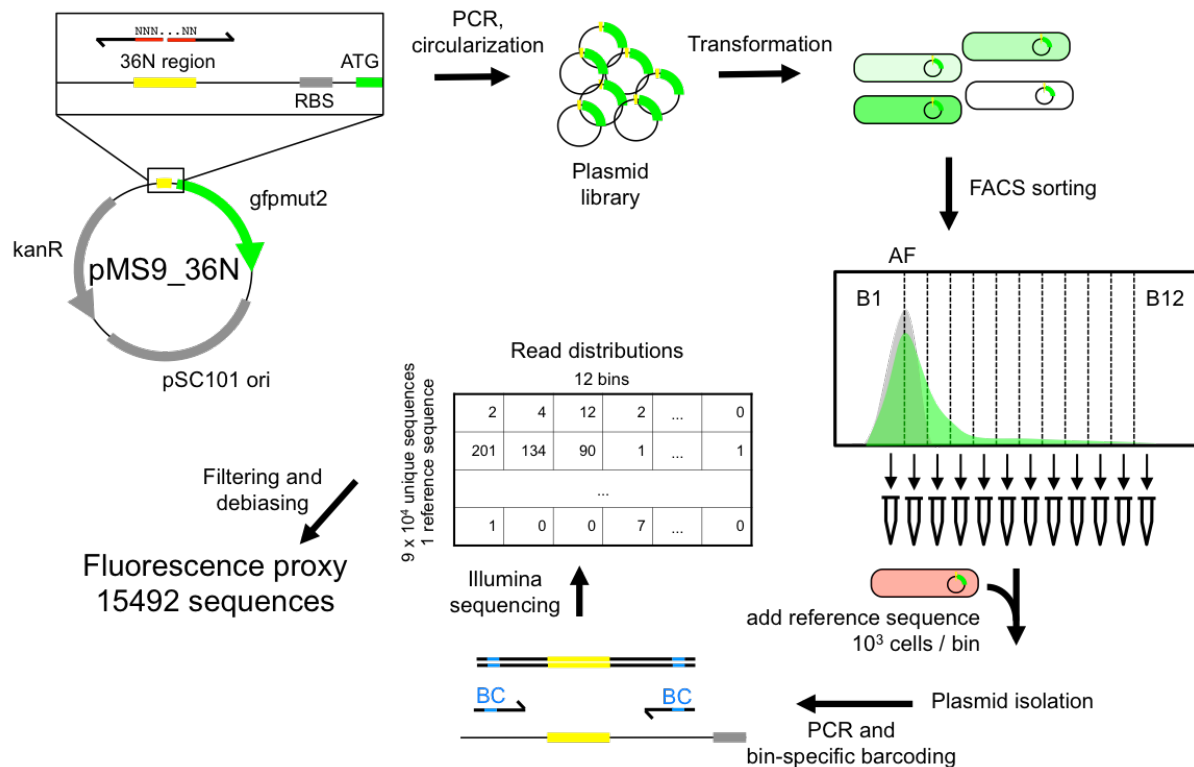 NNN...NN
36N region
ATG
RBS
PCR,
circularization
Plasmid
library
Transformation
FACS sorting
gfpmut2
kanR
pMS9_36N
pSC101 ori
AF
B1
B12
add reference sequence
10³ cells / bin
Plasmid isolation
PCR and
bin-specific barcoding
BC
BC
Illumina
sequencing
Read distributions
12 bins
9 x 10⁴ unique sequences
1 reference sequence
2 4 12 2 ... 0
201 134 90 1 ... 1
...
1 0 0 7 ... 0
Filtering and
debiasing
Fluorescence proxy
15492 sequences